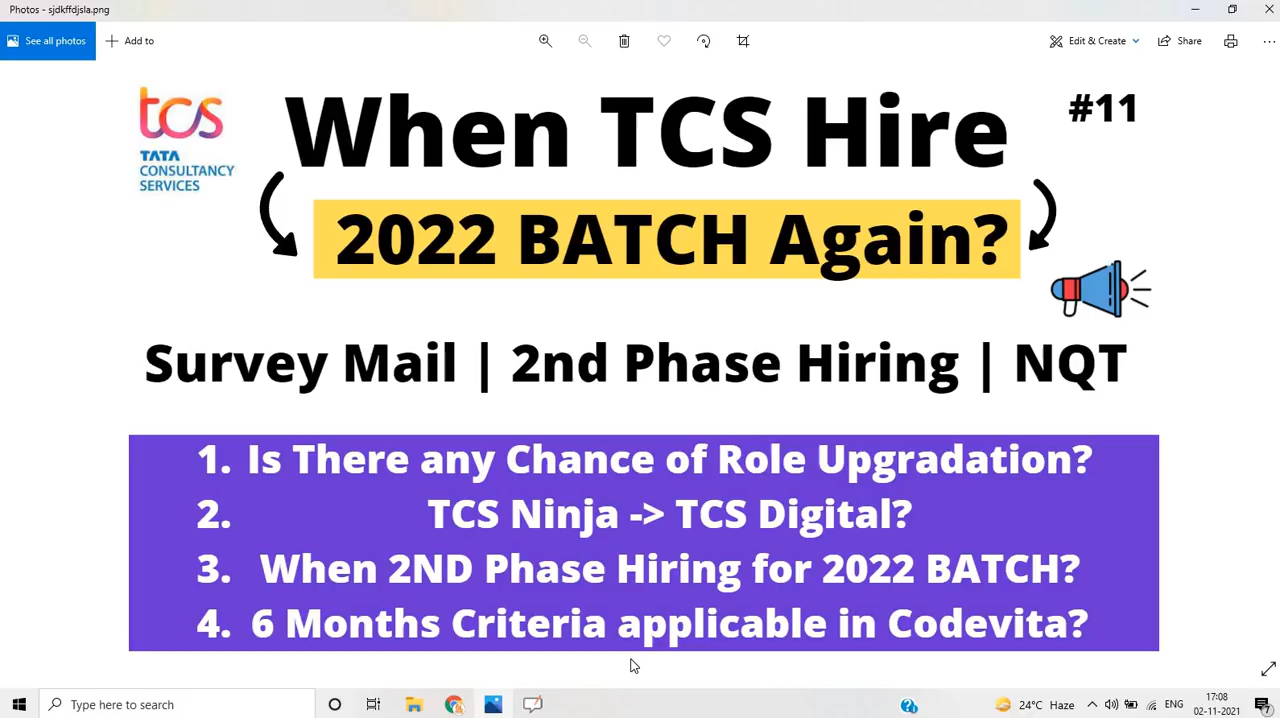 Photos - sjdkffdjsla.png
See all photos
Add to
Edit & Create
Share
tcs
TATA
CONSULTANCY
SERVICES
When TCS Hire
#11
2022 BATCH Again?
Survey Mail | 2nd Phase Hiring | NQT
1. Is There any Chance of Role Upgradation?
2. TCS Ninja -> TCS Digital?
3. When 2ND Phase Hiring for 2022 BATCH?
4. 6 Months Criteria applicable in Codevita?
Type here to search
24°C Haze
ENG
17:08
02-11-2021